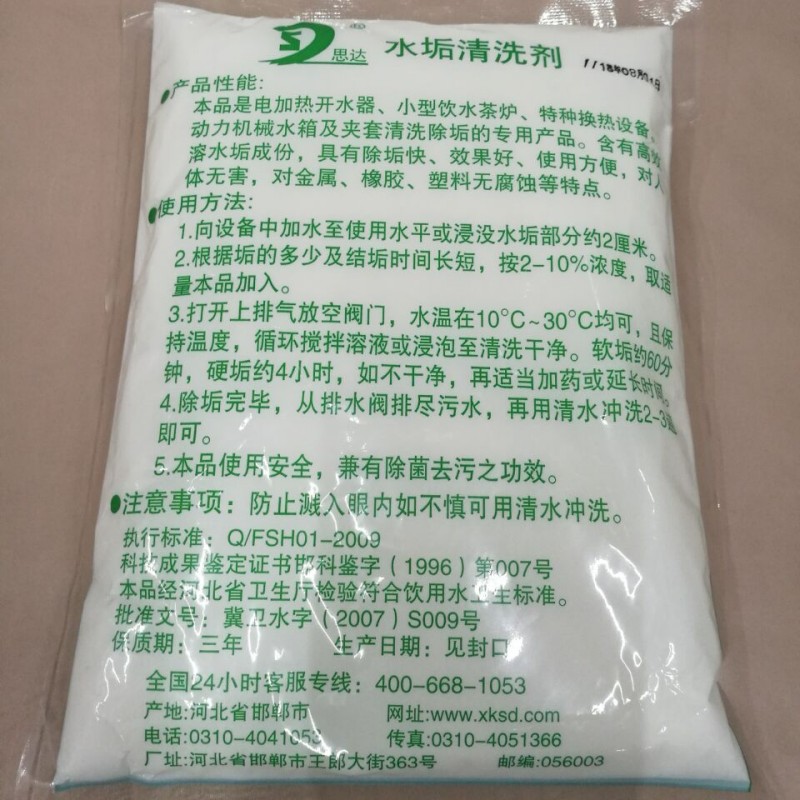 思达® 水垢清洗剂
●产品性能：
本品是电加热开水器、小型饮水茶炉、特种换热设备、
动力机械水箱及夹套清洗除垢的专用产品。含有高效
溶水垢成份，具有除垢快、效果好、使用方便，对人
体无害，对金属、橡胶、塑料无腐蚀等特点。
●使用方法：
1.向设备中加水至使用水平或浸没水垢部分约2厘米。
2.根据垢的多少及结垢时间长短，按2-10%浓度，取适
量本品加入。
3.打开上排气放空阀门，水温在10°C~30°C均可，且保
持温度，循环搅拌溶液或浸泡至清洗干净。软垢约60分
钟，硬垢约4小时，如不干净，再适当加药或延长时间。
4.除垢完毕，从排水阀排尽污水，再用清水冲洗2-3遍
即可。
5.本品使用安全，兼有除菌去污之功效。
●注意事项：防止溅入眼内如不慎可用清水冲洗。
执行标准：Q/FSH01-2009
科技成果鉴定证书邯科鉴字（1996）第007号
本品经河北省卫生厅检验符合饮用水卫生标准。
批准文号：冀卫水字（2007）S009号
保质期：三年 生产日期：见封口
全国24小时客服专线：400-668-1053
产地:河北省邯郸市 网址:www.xksd.com
电话:0310-4041053 传真:0310-4051366
厂址:河北省邯郸市王郎大街363号 邮编:056003